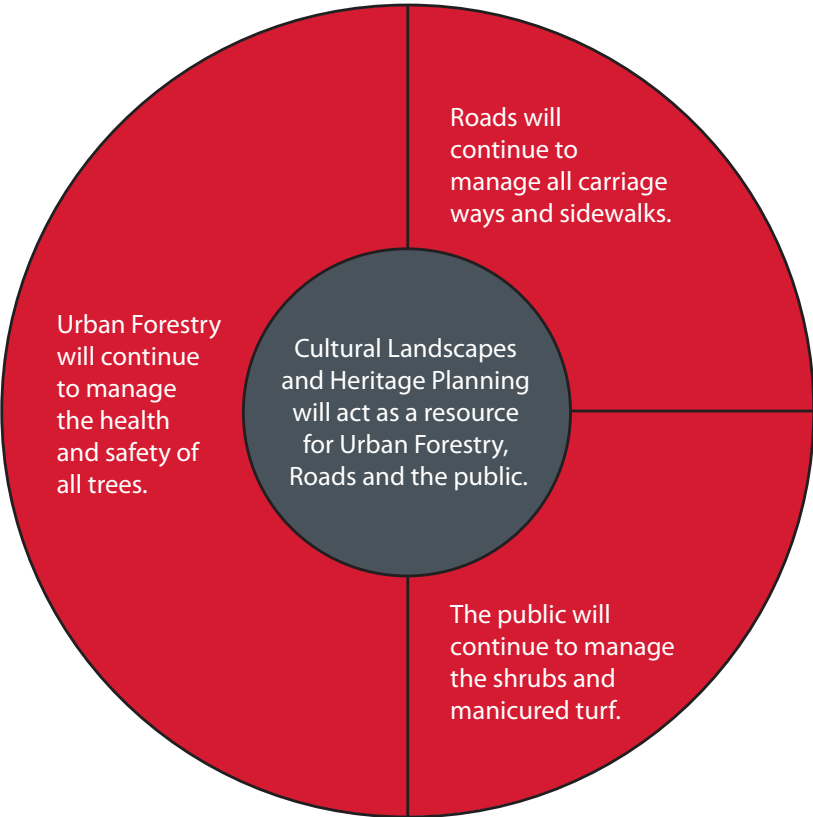 Roads will
continue to
manage all carriage
ways and sidewalks.
Urban Forestry
will continue
to manage
the health
and safety of
all trees.
Cultural Landscapes
and Heritage Planning
will act as a resource
for Urban Forestry,
Roads and the public.
The public will
continue to manage
the shrubs and
manicured turf.